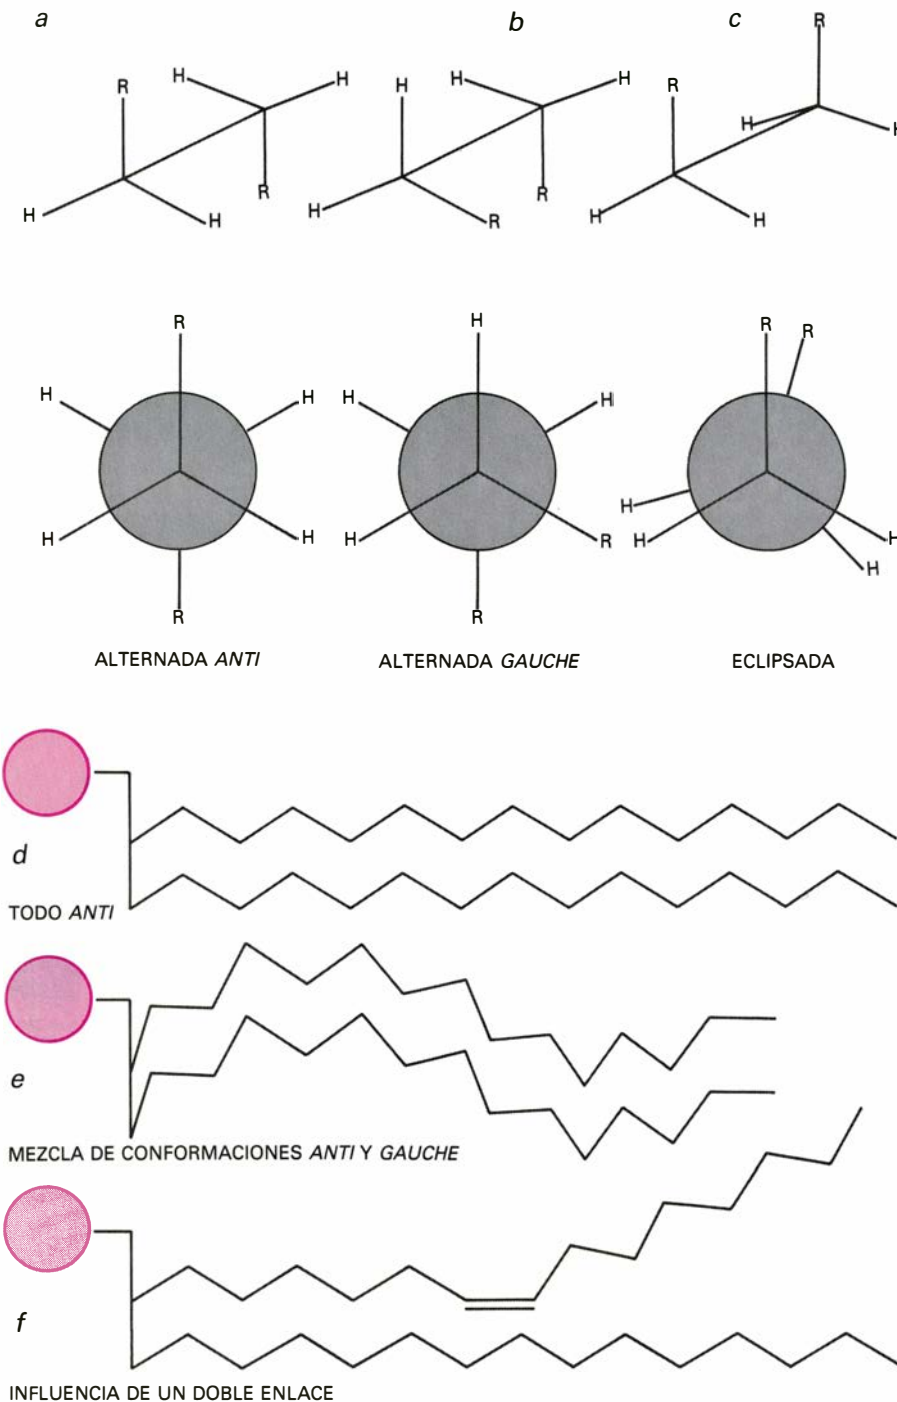 a b c
R H H H H H R R
H H R H R R H H H H
R H R R
H H H H
H H H R H H H H
R R
ALTERNADA ANTI ALTERNADA GAUCHE ECLIPSADA
d
TODO ANTI
e
MEZCLA DE CONFORMACIONES ANTI Y GAUCHE
f
INFLUENCIA DE UN DOBLE ENLACE